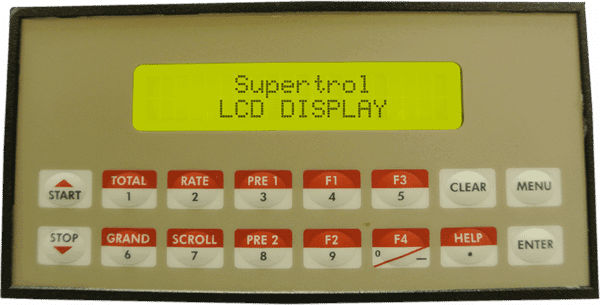 Supertrol
LCD DISPLAY
START
TOTAL 1
RATE 2
PRE 1 3
F1 4
F3 5
CLEAR
MENU
STOP
GRAND 6
SCROLL 7
PRE 2 8
F2 9
F4 0 —
HELP .
ENTER